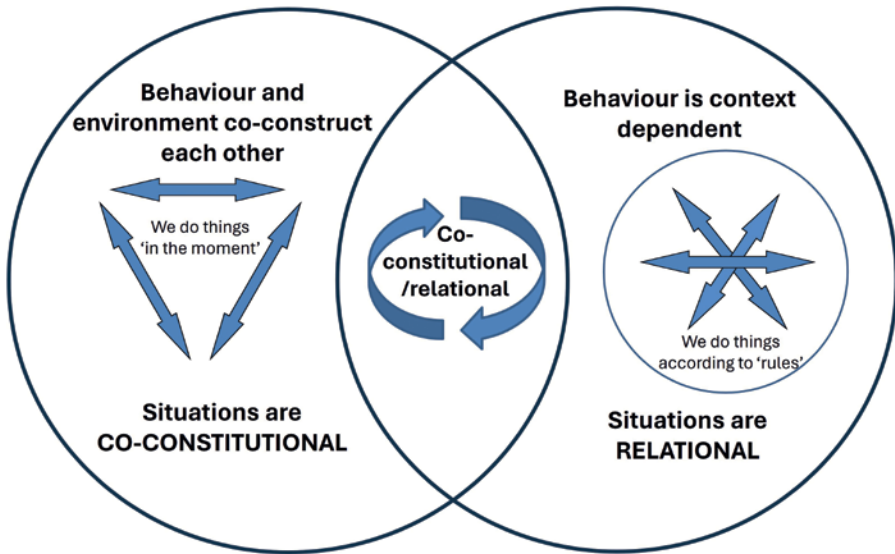 Behaviour and
environment co-construct
each other
We do things
‘in the moment’
Situations are
CO-CONSTITUTIONAL
Co-
constitutional
/relational
Behaviour is context
dependent
We do things
according to ‘rules’
Situations are
RELATIONAL